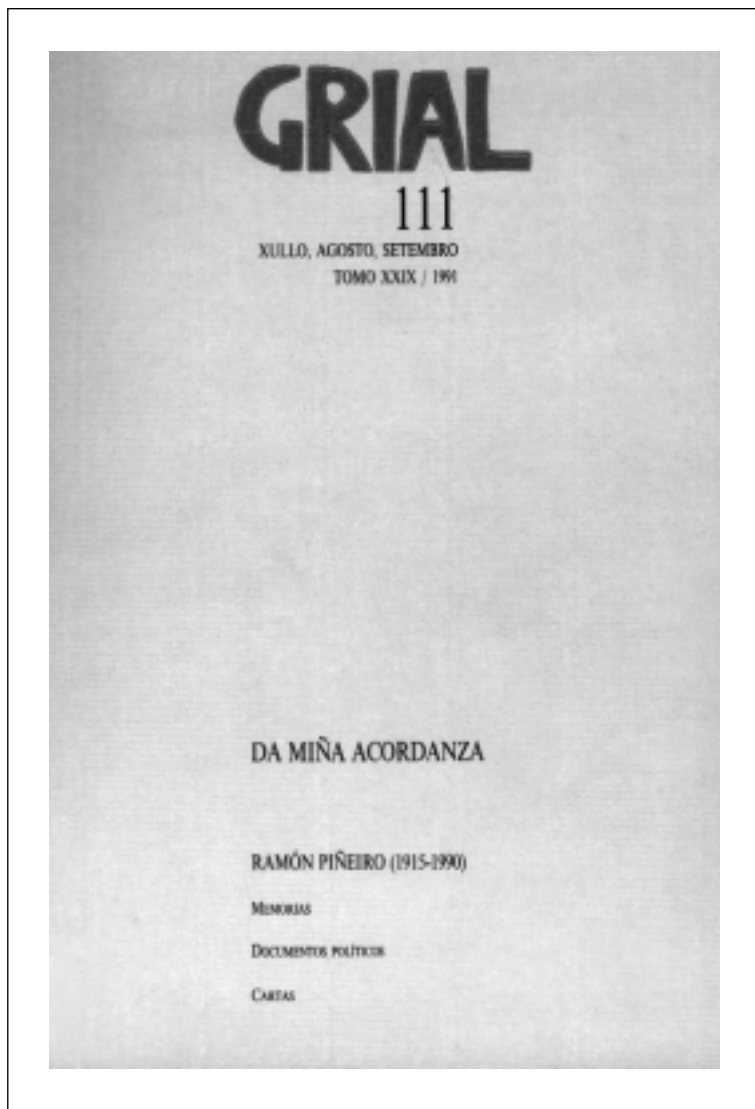 GRIAL
111
XULLO, AGOSTO, SETEMBRO
TOMO XXIX / 1991
DA MIÑA ACORDANZA
RAMÓN PIÑEIRO (1915-1990)
MEMORIAS
DOCUMENTOS POLÍTICOS
CARTAS